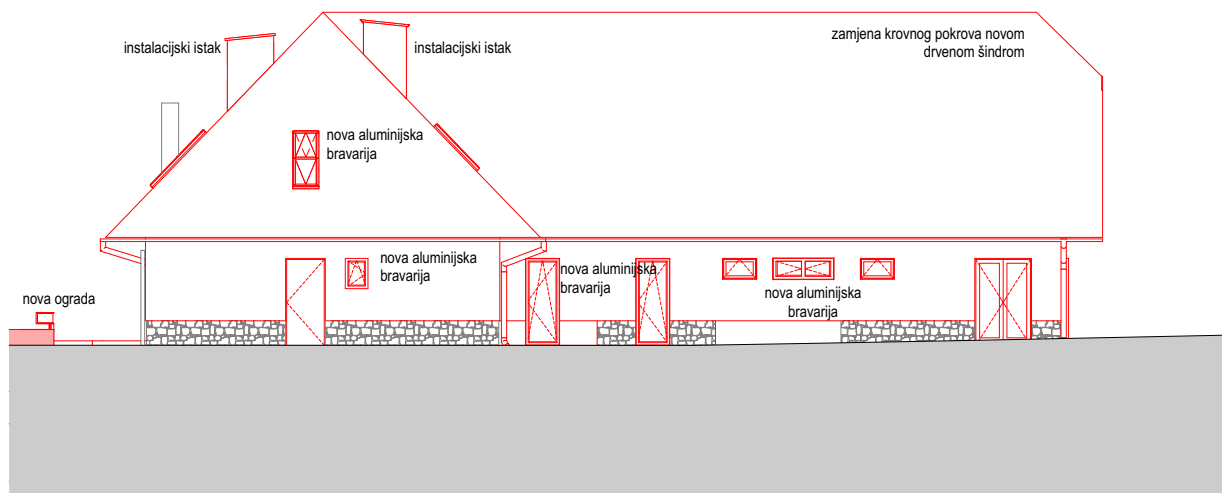 instalacijski istak
instalacijski istak
zamjena krovnog pokrova novom
drvenom šindrom
nova aluminijska
bravarija
nova aluminijska
bravarija
nova aluminijska
bravarija
nova aluminijska
bravarija
nova ograda